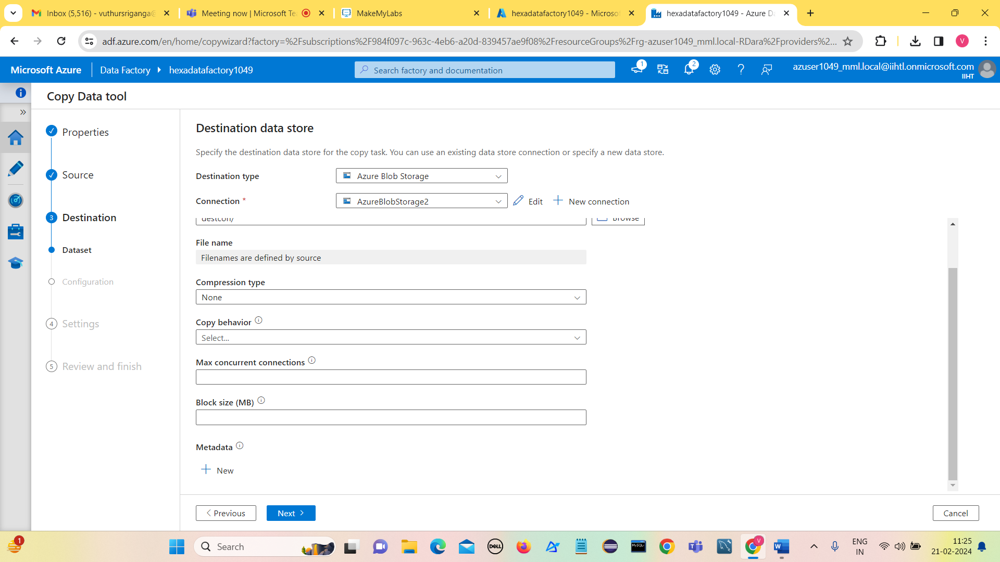 Inbox (5,516) - vuthursriganga@
Meeting now | Microsoft Te
MakeMyLabs
hexadatafactory1049 - Microsof
hexadatafactory1049 - Azure Da
adf.azure.com/en/home/copywizard?factory=%2Fsubscriptions%2F984f097c-963c-4eb6-a20d-839457ae9f08%2FresourceGroups%2Frg-azuser1049_mml.local-RDara%2Fproviders%2...
V
Microsoft Azure
Data Factory
hexadatafactory1049
Search factory and documentation
1
2
azuser1049_mml.local@iihtl.onmicrosoft.com
IIHT
Copy Data tool
Properties
Source
3 Destination
Dataset
Configuration
4 Settings
5 Review and finish
Destination data store
Specify the destination data store for the copy task. You can use an existing data store connection or specify a new data store.
Destination type
Azure Blob Storage
Connection *
AzureBlobStorage2
Edit
New connection
destcon/
Browse
File name
Filenames are defined by source
Compression type
None
Copy behavior
Select...
Max concurrent connections
Block size (MB)
Metadata
New
Previous
Next
Cancel
1
Search
DELL
MySQL
V
W
ENG
IN
11:25
21-02-2024